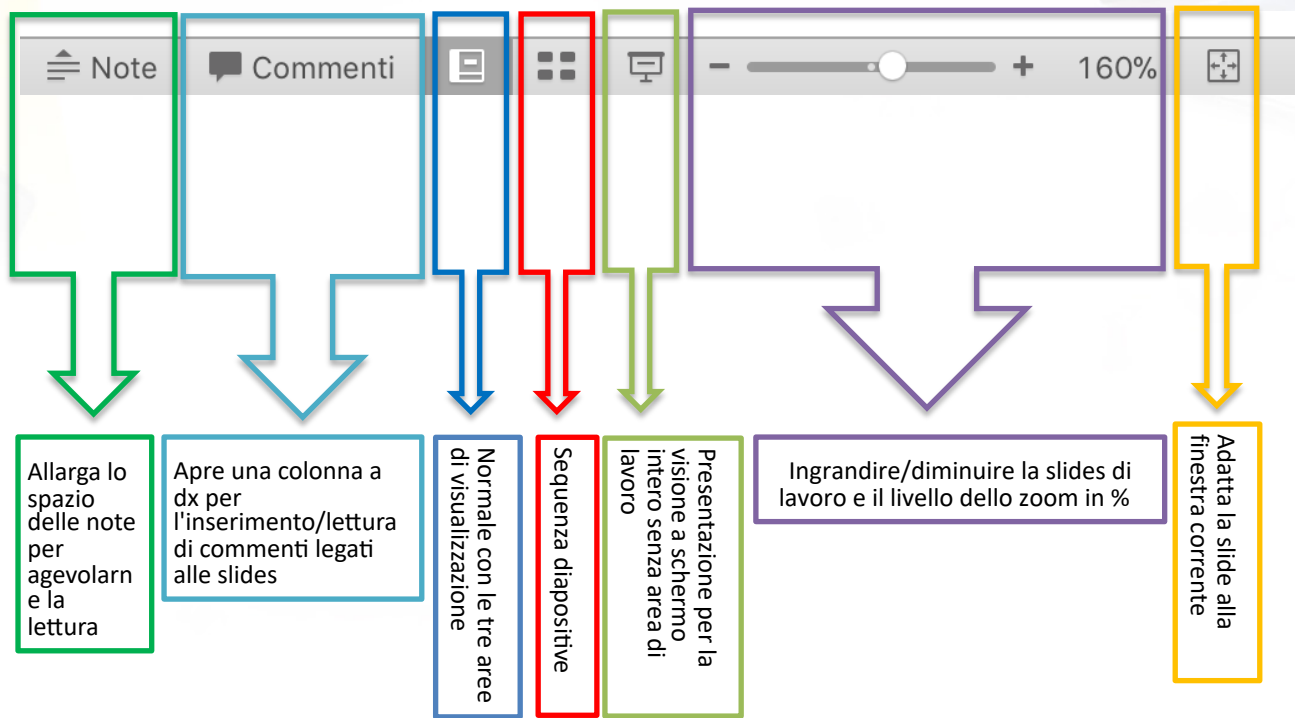 Note
Commenti
160%
Allarga lo
spazio
delle note
per
agevolarn
e la
lettura
Apre una colonna a
dx per
l'inserimento/lettura
di commenti legati
alle slides
Normale con le tre aree
di visualizzazione
Sequenza diapositive
Presentazione per la
visione a schermo
intero senza area di
lavoro
Ingrandire/diminuire la slides di
lavoro e il livello dello zoom in %
Adatta la slide alla
finestra corrente